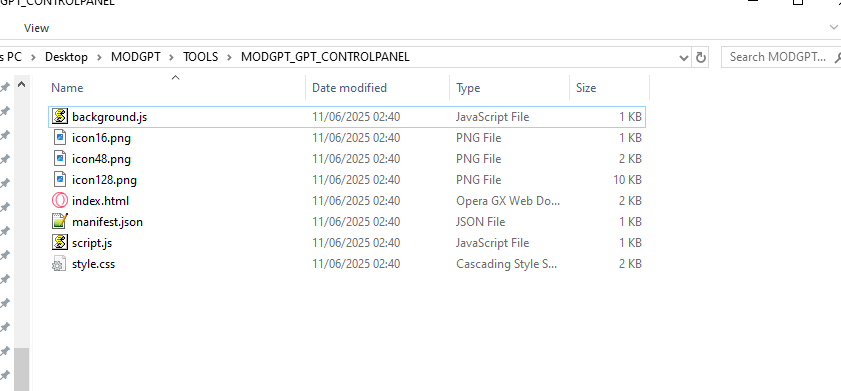 GPT_CONTROLPANEL
View
s PC > Desktop > MODGPT > TOOLS > MODGPT_GPT_CONTROLPANEL Search MODGPT...
Name Date modified Type Size
background.js 11/06/2025 02:40 JavaScript File 1 KB
icon16.png 11/06/2025 02:40 PNG File 1 KB
icon48.png 11/06/2025 02:40 PNG File 2 KB
icon128.png 11/06/2025 02:40 PNG File 10 KB
index.html 11/06/2025 02:40 Opera GX Web Do... 2 KB
manifest.json 11/06/2025 02:40 JSON File 1 KB
script.js 11/06/2025 02:40 JavaScript File 1 KB
style.css 11/06/2025 02:40 Cascading Style S... 2 KB